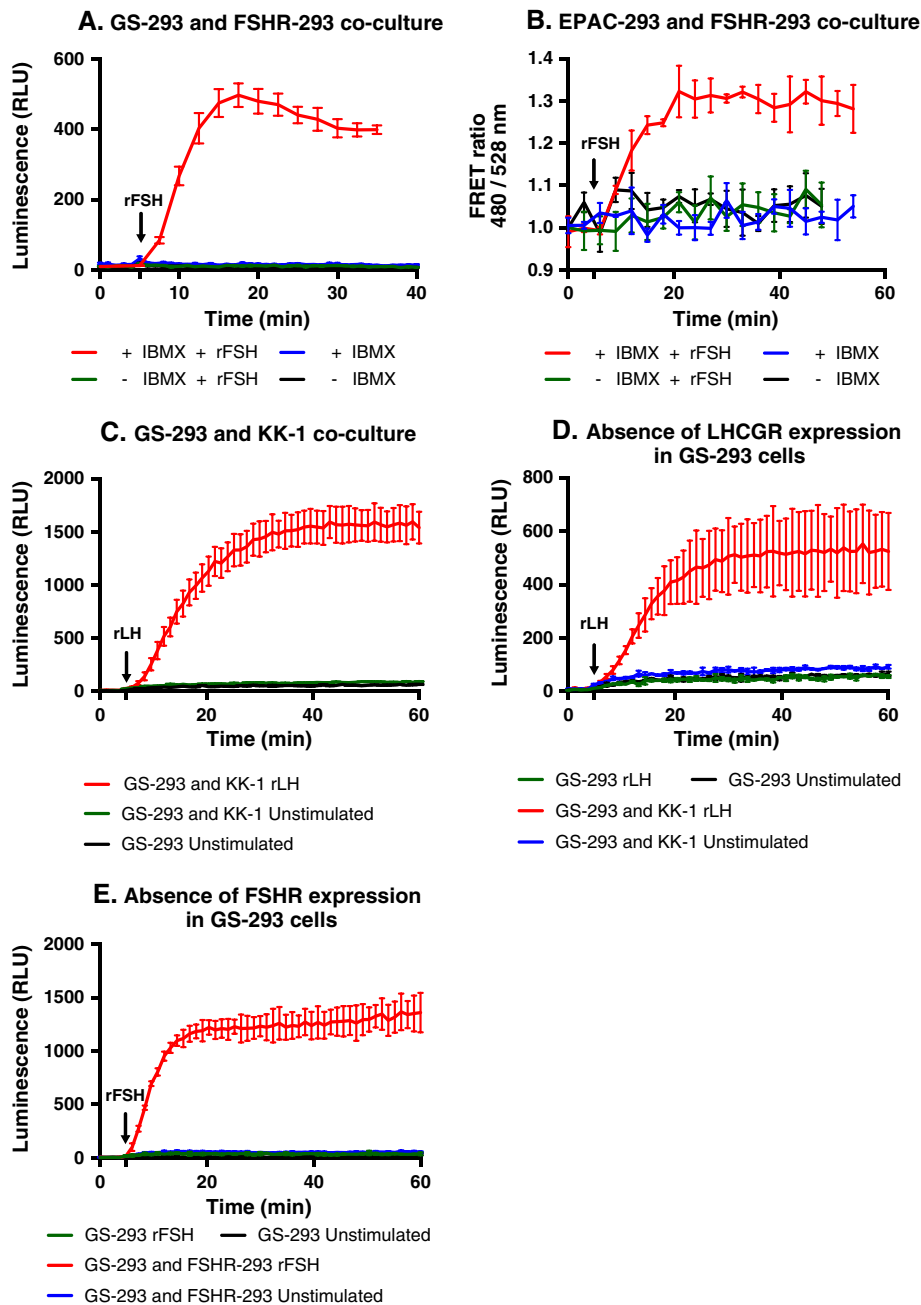 A. GS-293 and FSHR-293 co-culture
Luminescence (RLU)
600
400
200
0
rFSH
0 10 20 30 40
Time (min)
+ IBMX + rFSH
+ IBMX
- IBMX + rFSH
- IBMX
B. EPAC-293 and FSHR-293 co-culture
FRET ratio
480 / 528 nm
1.4
1.3
1.2
1.1
1.0
0.9
rFSH
0 20 40 60
Time (min)
+ IBMX + rFSH
+ IBMX
- IBMX + rFSH
- IBMX
C. GS-293 and KK-1 co-culture
Luminescence (RLU)
2000
1500
1000
500
0
rLH
0 20 40 60
Time (min)
GS-293 and KK-1 rLH
GS-293 and KK-1 Unstimulated
GS-293 Unstimulated
D. Absence of LHCGR expression
in GS-293 cells
Luminescence (RLU)
800
600
400
200
0
rLH
0 20 40 60
Time (min)
GS-293 rLH
GS-293 Unstimulated
GS-293 and KK-1 rLH
GS-293 and KK-1 Unstimulated
E. Absence of FSHR expression
in GS-293 cells
Luminescence (RLU)
2000
1500
1000
500
0
rFSH
0 20 40 60
Time (min)
GS-293 rFSH
GS-293 Unstimulated
GS-293 and FSHR-293 rFSH
GS-293 and FSHR-293 Unstimulated